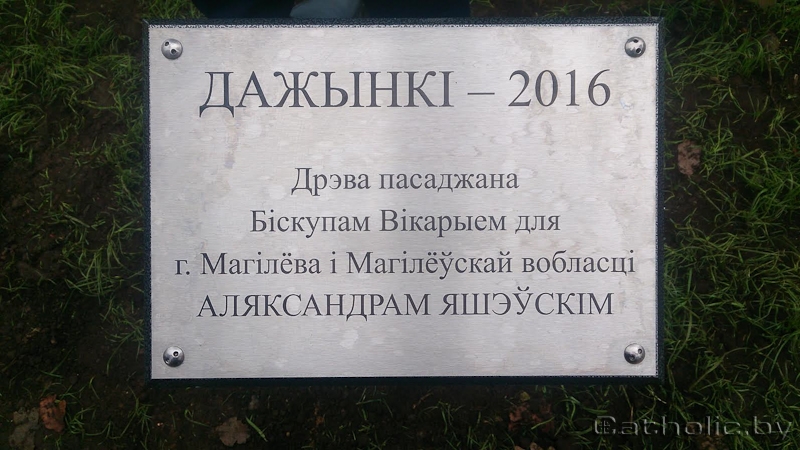 ДАЖЫНКІ – 2016
Дрэва пасаджана
Біскупам Вікарыем для
г. Магілёва і Магілёўскай вобласці
АЛЯКСАНДРАМ ЯШЭЎСКІМ
Catholic.by